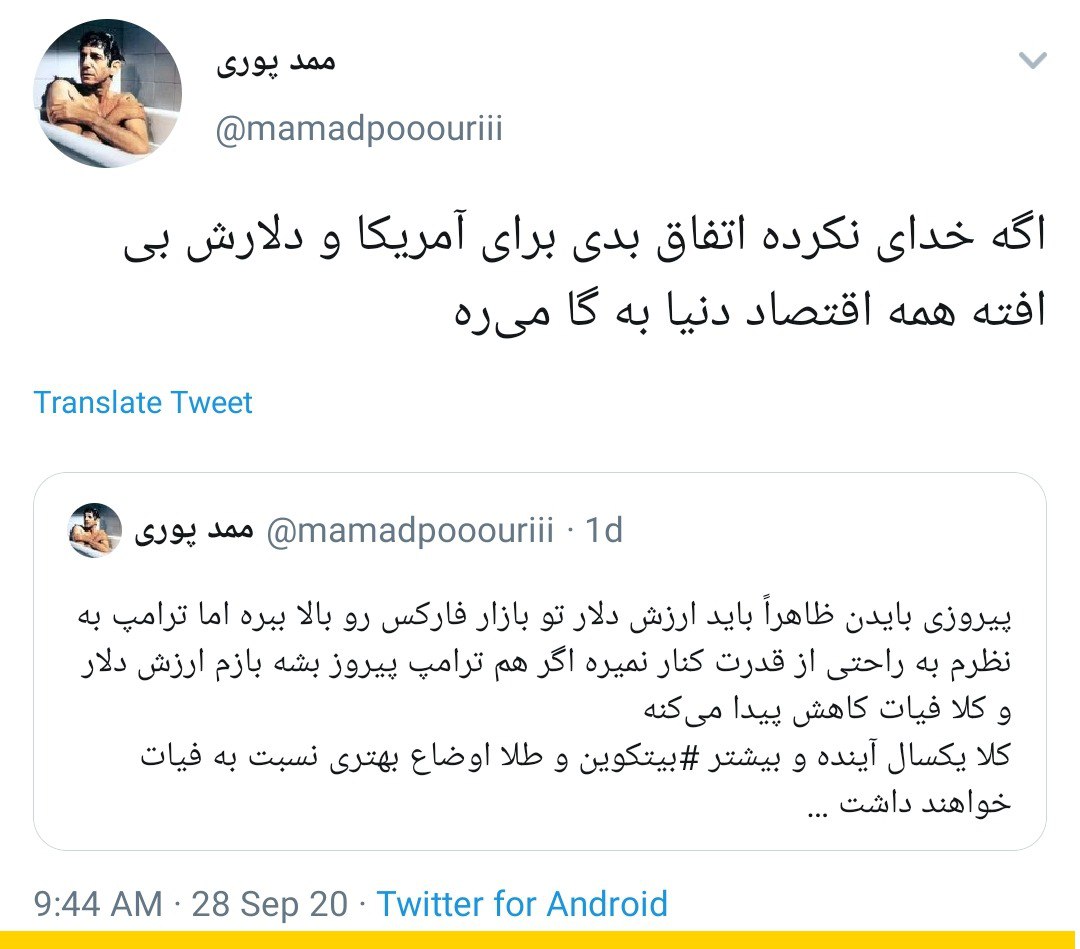 ممد پوری
@mamadpooouriii
اگه خدای نکرده اتفاق بدی برای آمریکا و دلارش بی
افته همه اقتصاد دنیا به گا می‌ره
Translate Tweet
ممد پوری @mamadpooouriii · 1d
پیروزی بایدن ظاهراً باید ارزش دلار تو بازار فارکس رو بالا ببره اما ترامپ به
نظرم به راحتی از قدرت کنار نمیره اگر هم ترامپ پیروز بشه بازم ارزش دلار
و کلا فیات کاهش پیدا می‌کنه
کلا یکسال آینده و بیشتر #بیتکوین و طلا اوضاع بهتری نسبت به فیات
خواهند داشت ...
9:44 AM · 28 Sep 20 · Twitter for Android